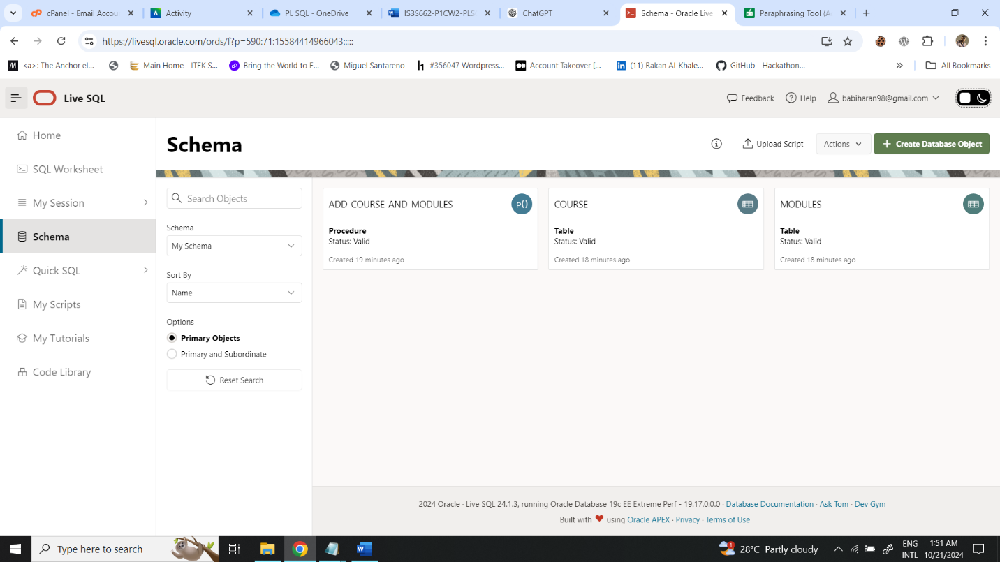 cPanel - Email Accou
Activity
PL SQL - OneDrive
IS3S662-P1CW2-PLS
ChatGPT
Schema - Oracle Live
Paraphrasing Tool (A
https://livesql.oracle.com/ords/f?p=590:71:15584414966043:::::
<a>: The Anchor el...
Main Home - ITEK S...
Bring the World to E...
Miguel Santareno
#356047 Wordpress...
Account Takeover [...
(11) Rakan Al-Khale...
GitHub - Hackathon...
All Bookmarks
Live SQL
Feedback
Help
babiharan98@gmail.com
Home
SQL Worksheet
My Session
Schema
Quick SQL
My Scripts
My Tutorials
Code Library
Schema
Upload Script
Actions
Create Database Object
Search Objects
Schema
My Schema
Sort By
Name
Options
Primary Objects
Primary and Subordinate
Reset Search
ADD_COURSE_AND_MODULES
p()
Procedure
Status: Valid
Created 19 minutes ago
COURSE
Table
Status: Valid
Created 18 minutes ago
MODULES
Table
Status: Valid
Created 18 minutes ago
2024 Oracle · Live SQL 24.1.3, running Oracle Database 19c EE Extreme Perf - 19.17.0.0.0 · Database Documentation · Ask Tom · Dev Gym
Built with ❤ using Oracle APEX · Privacy · Terms of Use
Type here to search
1
28°C Partly cloudy
ENG
INTL
1:51 AM
10/21/2024